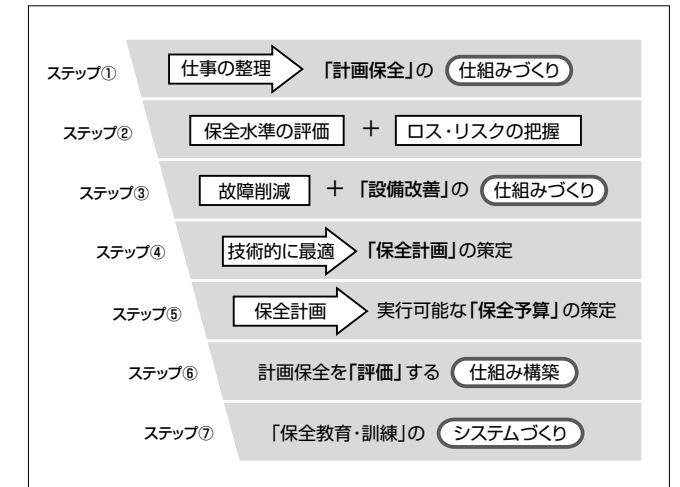 ステップ① 仕事の整理 「計画保全」の 仕組みづくり
ステップ② 保全水準の評価 + ロス・リスクの把握
ステップ③ 故障削減 + 「設備改善」の 仕組みづくり
ステップ④ 技術的に最適 「保全計画」の策定
ステップ⑤ 保全計画 実行可能な「保全予算」の策定
ステップ⑥ 計画保全を「評価」する 仕組み構築
ステップ⑦ 「保全教育・訓練」の システムづくり